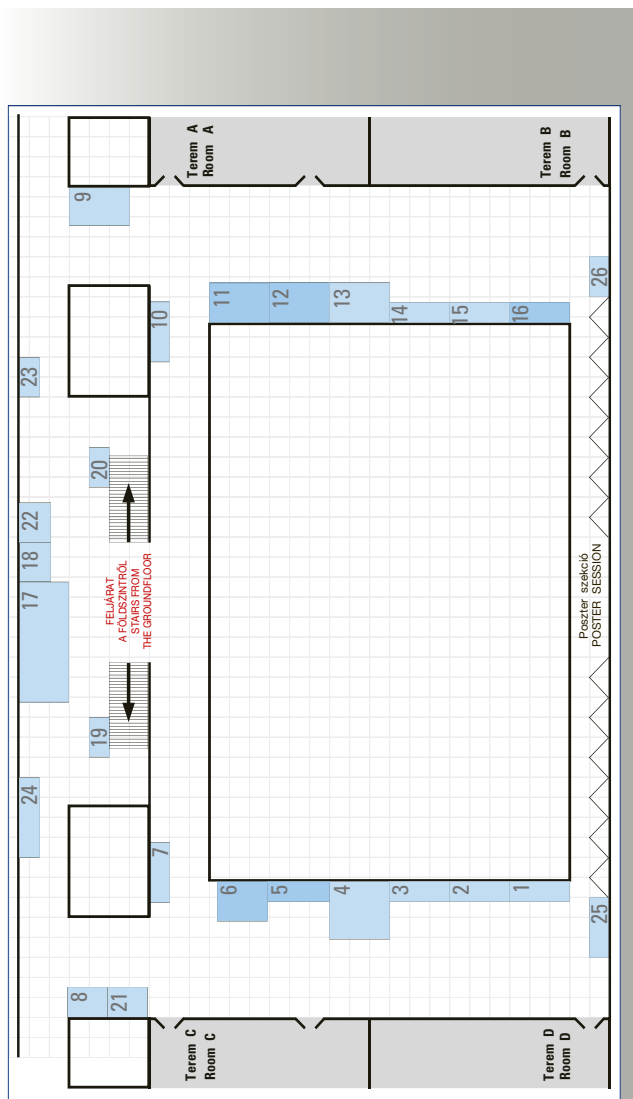 Terem A
Room A
Terem B
Room B
9
11
12
13
14
15
16
26
10
23
20
22
18
17
FELJÁRAT
A FÖLDSZINTRŐL
STAIRS FROM
THE GROUNDFLOOR
Poszter szekció
POSTER SESSION
19
24
7
6
5
4
3
2
1
25
8
21
Terem C
Room C
Terem D
Room D